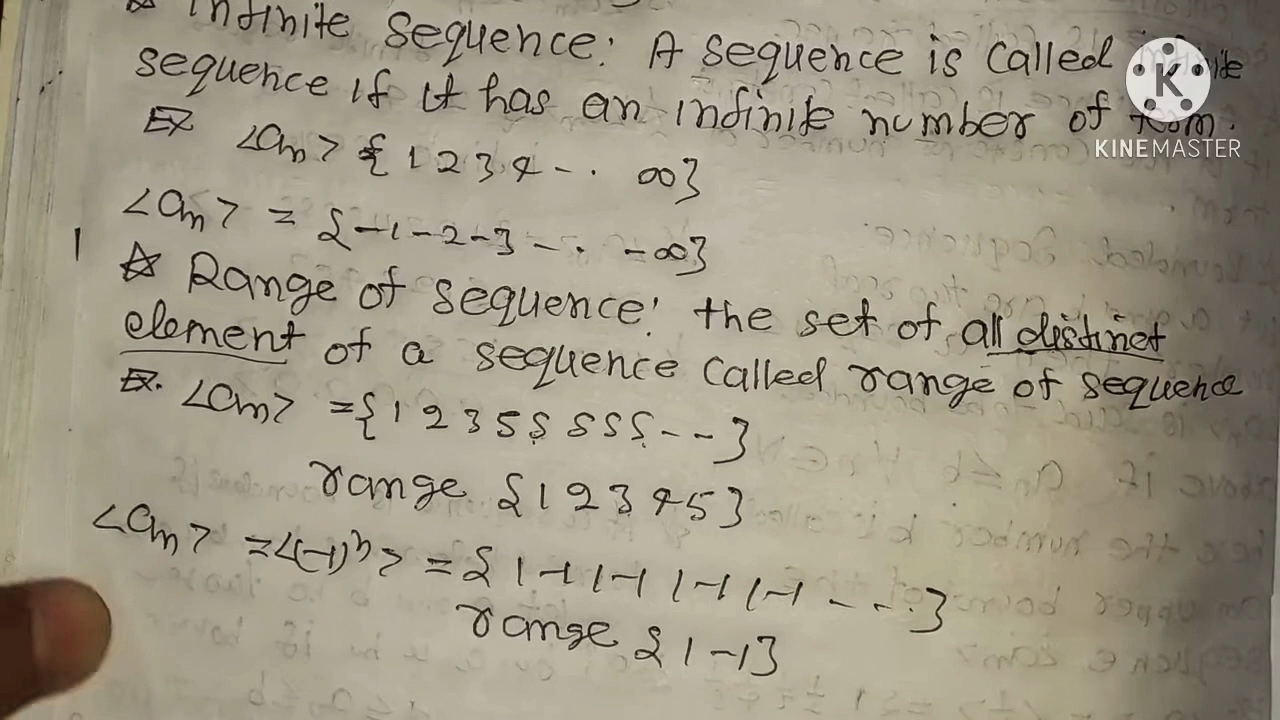 ☆ Infinite Sequence: A sequence is called infinite
sequence if it has an infinite number of term.
Ex <an> {1 2 3 4 - . . ∞}
<an> = {-1-2-3 - . . -∞}
☆ Range of sequence: the set of all distinct
element of a sequence called range of sequence
Ex. <an> = {1 2 3 5 5 5 5 5 - - }
range {1 2 3 4 5}
<an> = <(-1)ⁿ> = {1 -1 1 -1 1 -1 1 -1 - - . . }
range {1 -1}
K
KINEMASTER